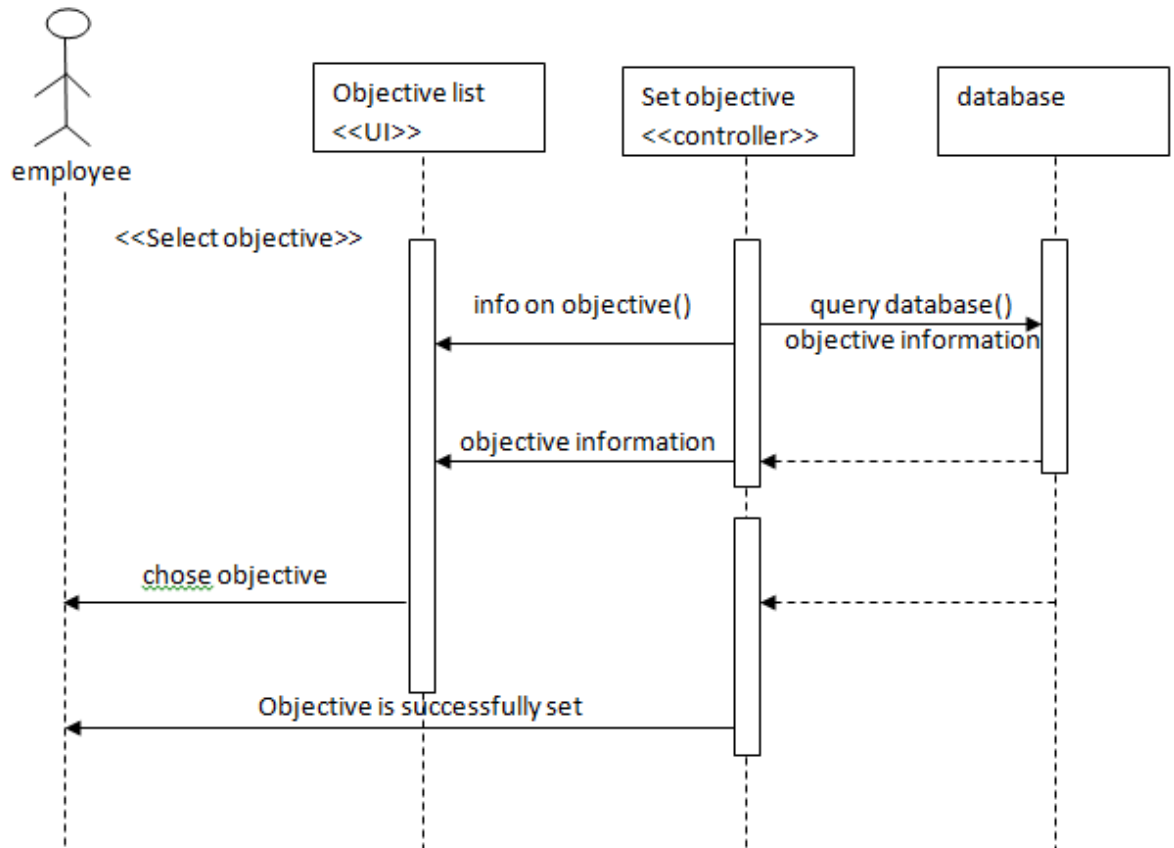 Objective list
<<UI>>
Set objective
<<controller>>
database
employee
<<Select objective>>
info on objective()
query database()
objective information
objective information
chose objective
Objective is successfully set